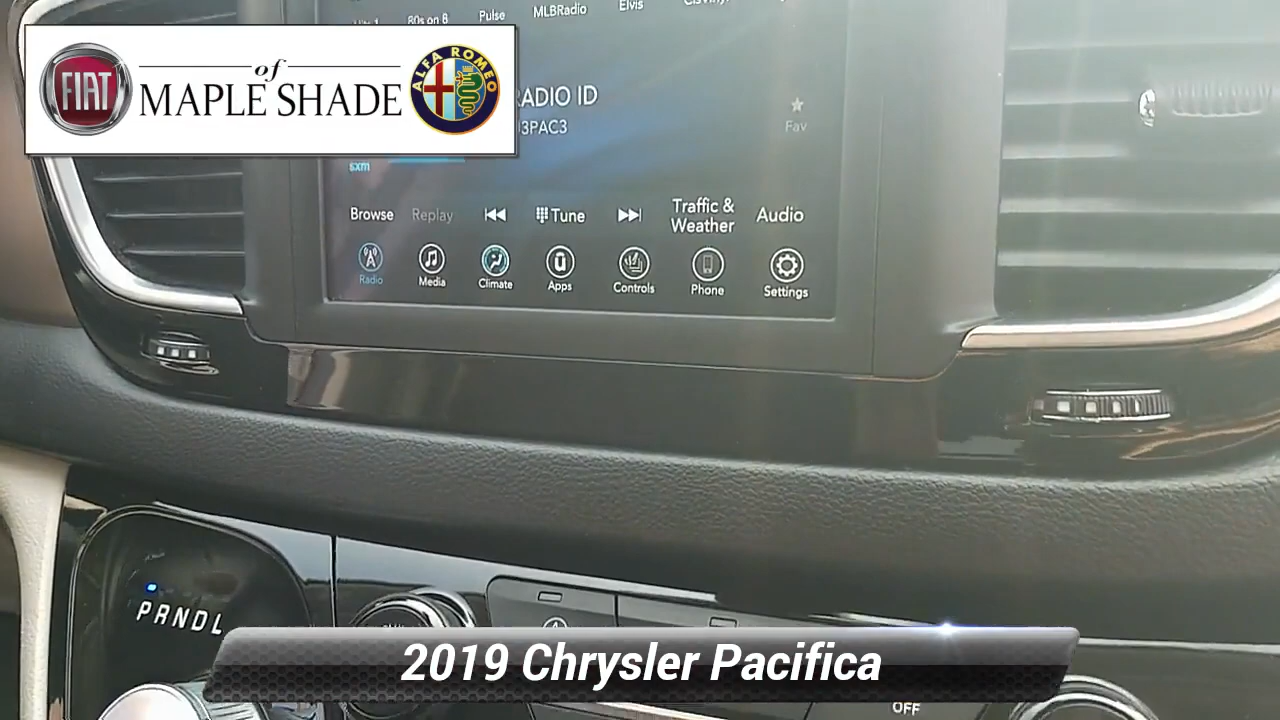 80s on 8
Pulse
MLBRadio
Elvis
FIAT
of
MAPLE SHADE
ALFA ROMEO
RADIO ID
Fav
sxm
Browse
Replay
Tune
Traffic &
Weather
Audio
Radio
Media
Climate
Apps
Controls
Phone
Settings
PRNDL
2019 Chrysler Pacifica
OFF